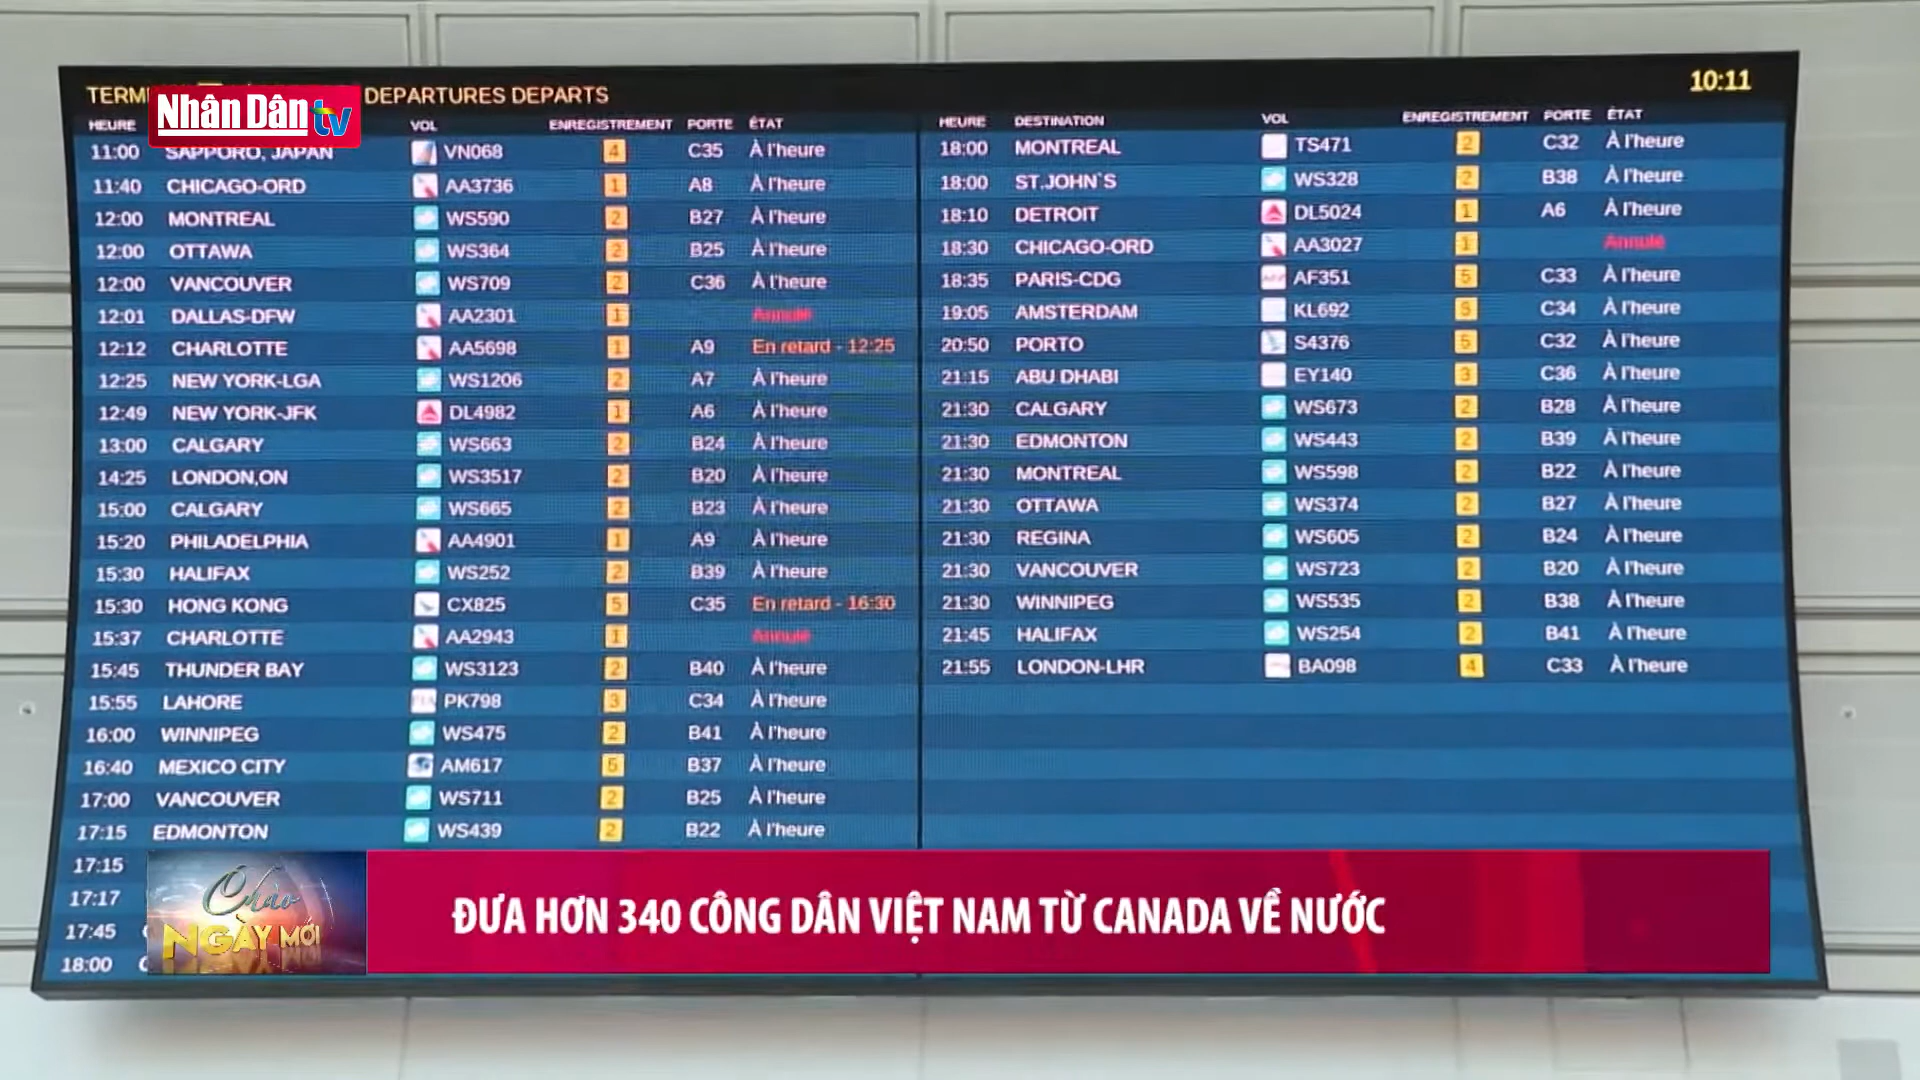 TERM DEPARTURES DEPARTS 10:11
Nhân Dân tv
HEURE VOL ENREGISTREMENT PORTE ÉTAT
11:00 SAPPORO, JAPAN VN068 4 C35 À l'heure
11:40 CHICAGO-ORD AA3736 1 A8 À l'heure
12:00 MONTREAL WS590 2 B27 À l'heure
12:00 OTTAWA WS364 2 B25 À l'heure
12:00 VANCOUVER WS709 2 C36 À l'heure
12:01 DALLAS-DFW AA2301 1 Annulé
12:12 CHARLOTTE AA5698 1 A9 En retard - 12:25
12:25 NEW YORK-LGA WS1206 2 A7 À l'heure
12:49 NEW YORK-JFK DL4982 1 A6 À l'heure
13:00 CALGARY WS663 2 B24 À l'heure
14:25 LONDON,ON WS3517 2 B20 À l'heure
15:00 CALGARY WS665 2 B23 À l'heure
15:20 PHILADELPHIA AA4901 1 A9 À l'heure
15:30 HALIFAX WS252 2 B39 À l'heure
15:30 HONG KONG CX825 5 C35 En retard - 16:30
15:37 CHARLOTTE AA2943 1 Annulé
15:45 THUNDER BAY WS3123 2 B40 À l'heure
15:55 LAHORE PK798 3 C34 À l'heure
16:00 WINNIPEG WS475 2 B41 À l'heure
16:40 MEXICO CITY AM617 5 B37 À l'heure
17:00 VANCOUVER WS711 2 B25 À l'heure
17:15 EDMONTON WS439 2 B22 À l'heure
17:15
17:17
17:45
18:00
HEURE DESTINATION VOL ENREGISTREMENT PORTE ÉTAT
18:00 MONTREAL TS471 2 C32 À l'heure
18:00 ST.JOHN`S WS328 2 B38 À l'heure
18:10 DETROIT DL5024 1 A6 À l'heure
18:30 CHICAGO-ORD AA3027 1 Annulé
18:35 PARIS-CDG AF351 5 C33 À l'heure
19:05 AMSTERDAM KL692 5 C34 À l'heure
20:50 PORTO S4376 5 C32 À l'heure
21:15 ABU DHABI EY140 3 C36 À l'heure
21:30 CALGARY WS673 2 B28 À l'heure
21:30 EDMONTON WS443 2 B39 À l'heure
21:30 MONTREAL WS598 2 B22 À l'heure
21:30 OTTAWA WS374 2 B27 À l'heure
21:30 REGINA WS605 2 B24 À l'heure
21:30 VANCOUVER WS723 2 B20 À l'heure
21:30 WINNIPEG WS535 2 B38 À l'heure
21:45 HALIFAX WS254 2 B41 À l'heure
21:55 LONDON-LHR BA098 4 C33 À l'heure
Chào
NGÀY MỚI
ĐƯA HƠN 340 CÔNG DÂN VIỆT NAM TỪ CANADA VỀ NƯỚC